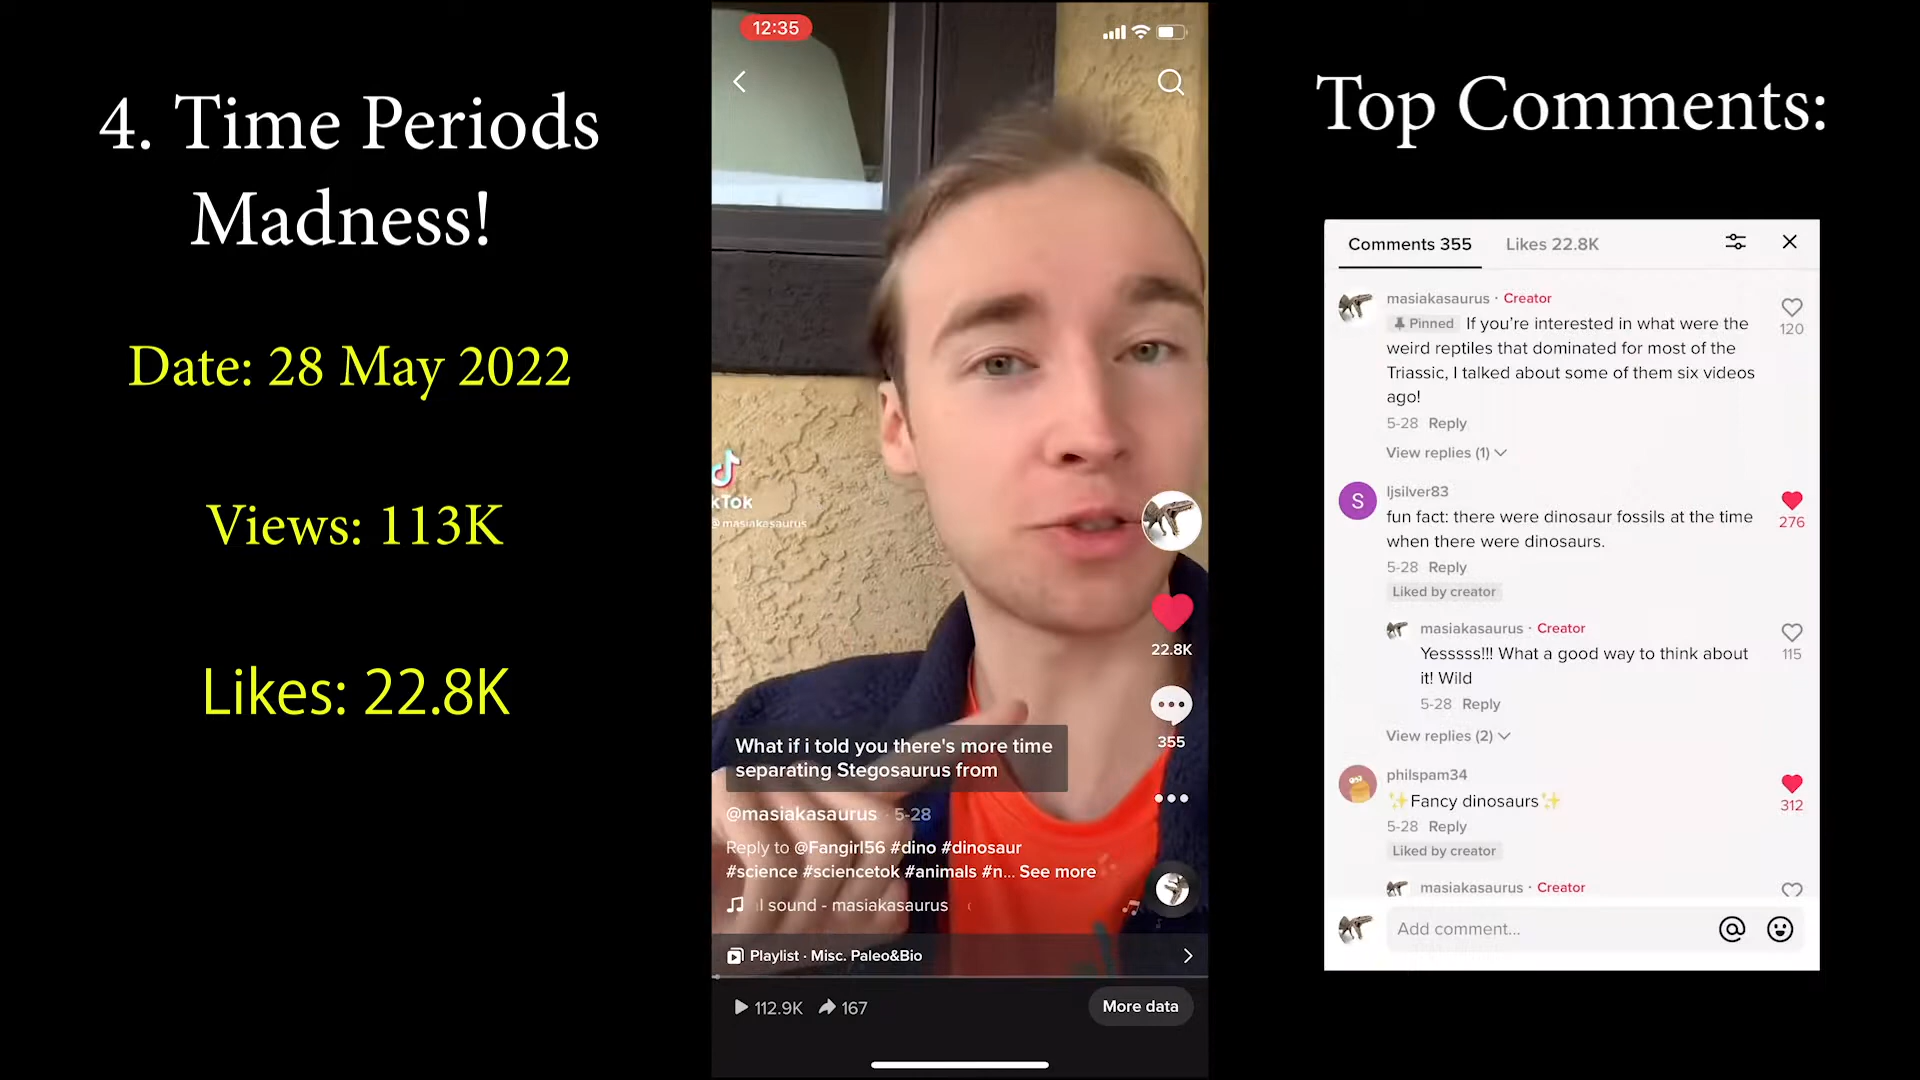 4. Time Periods
Madness!
Date: 28 May 2022
Views: 113K
Likes: 22.8K
12:35
kTok
@masiakasaurus
22.8K
355
What if i told you there's more time
separating Stegosaurus from
@masiakasaurus · 5-28
Reply to @Fangirl56 #dino #dinosaur
#science #sciencetok #animals #n... See more
l sound - masiakasaurus
Playlist · Misc. Paleo&Bio
112.9K 167
More data
Top Comments:
Comments 355 Likes 22.8K
masiakasaurus · Creator
Pinned If you're interested in what were the
weird reptiles that dominated for most of the
Triassic, I talked about some of them six videos
ago!
120
5-28 Reply
View replies (1)
S
ljsilver83
fun fact: there were dinosaur fossils at the time
when there were dinosaurs.
276
5-28 Reply
Liked by creator
masiakasaurus · Creator
Yesssss!!! What a good way to think about
it! Wild
115
5-28 Reply
View replies (2)
philspam34
✨Fancy dinosaurs✨
312
5-28 Reply
Liked by creator
masiakasaurus · Creator
Add comment...